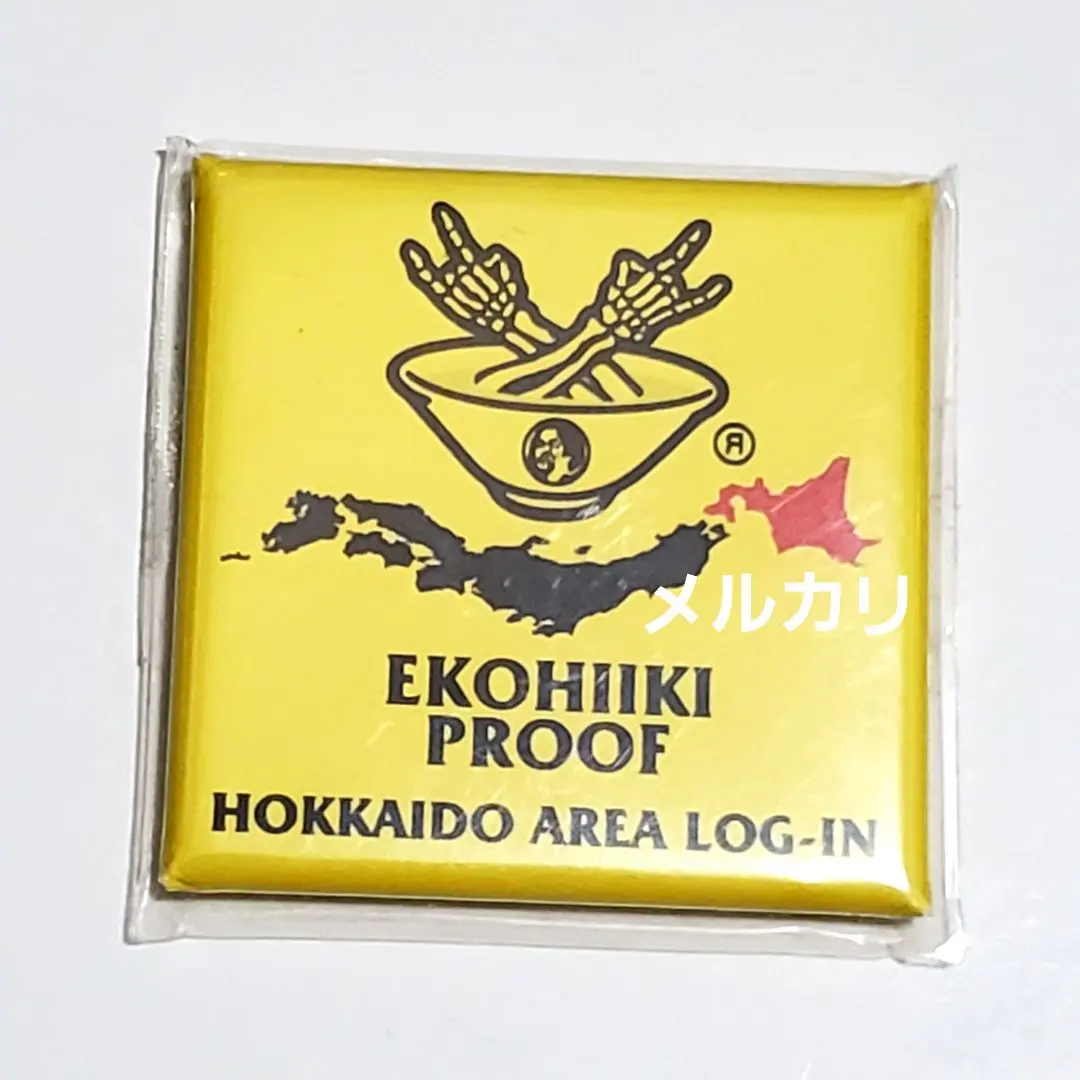 ®
メルカリ
EKOHIIKI
PROOF
HOKKAIDO AREA LOG-IN